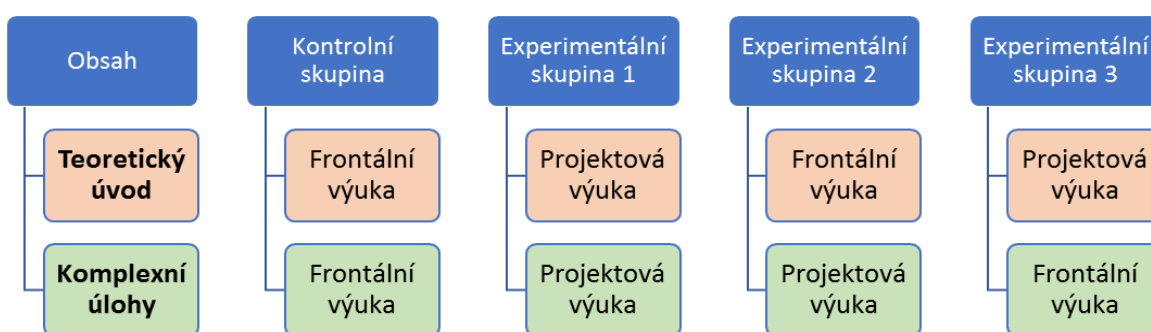 Obsah
Teoretický
úvod
Komplexní
úlohy
Kontrolní
skupina
Frontální
výuka
Frontální
výuka
Experimentální
skupina 1
Projektová
výuka
Projektová
výuka
Experimentální
skupina 2
Frontální
výuka
Projektová
výuka
Experimentální
skupina 3
Projektová
výuka
Frontální
výuka